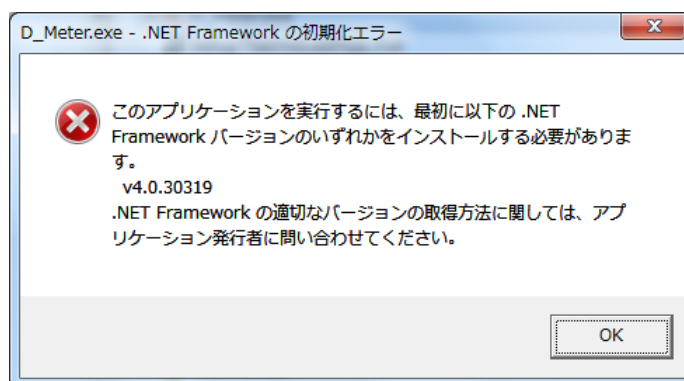 D_Meter.exe - .NET Framework の初期化エラー
このアプリケーションを実行するには、最初に以下の .NET
Framework バージョンのいずれかをインストールする必要がありま
す。
v4.0.30319
.NET Framework の適切なバージョンの取得方法に関しては、アプ
リケーション発行者に問い合わせてください。
OK